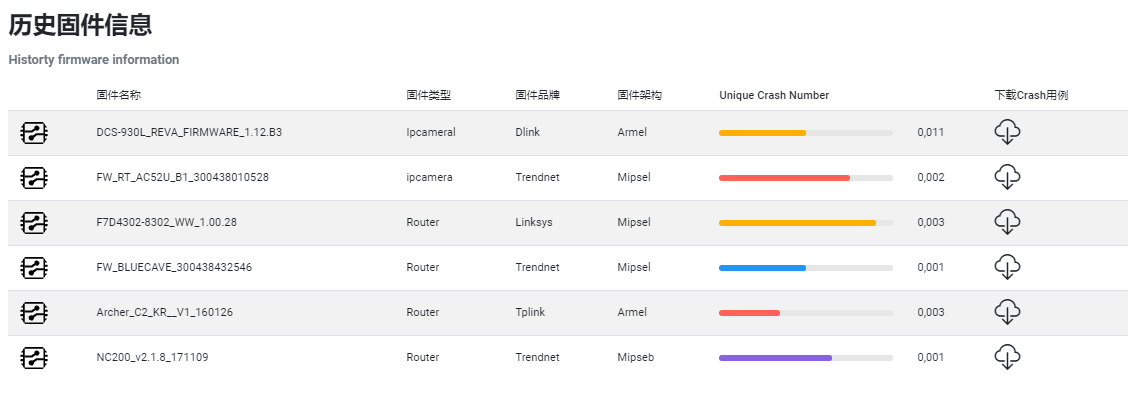 历史固件信息
Historty firmware information
固件名称 固件类型 固件品牌 固件架构 Unique Crash Number 下载Crash用例
DCS-930L_REVA_FIRMWARE_1.12.B3 Ipcameral Dlink Armel 0,011
FW_RT_AC52U_B1_300438010528 ipcamera Trendnet Mipsel 0,002
F7D4302-8302_WW_1.00.28 Router Linksys Mipsel 0,003
FW_BLUECAVE_300438432546 Router Trendnet Mipsel 0,001
Archer_C2_KR__V1_160126 Router Tplink Armel 0,003
NC200_v2.1.8_171109 Router Trendnet Mipseb 0,001